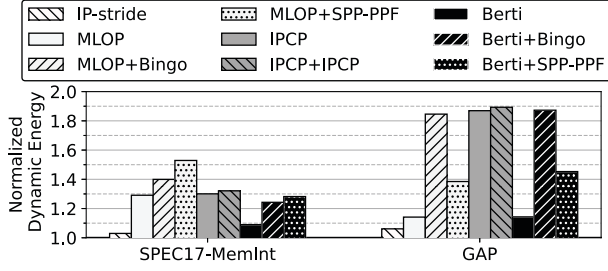 IP-stride
MLOP
MLOP+Bingo
MLOP+SPP-PPF
IPCP
IPCP+IPCP
Berti
Berti+Bingo
Berti+SPP-PPF
Normalized
Dynamic Energy
2.0
1.8
1.6
1.4
1.2
1.0
SPEC17-MemInt
GAP